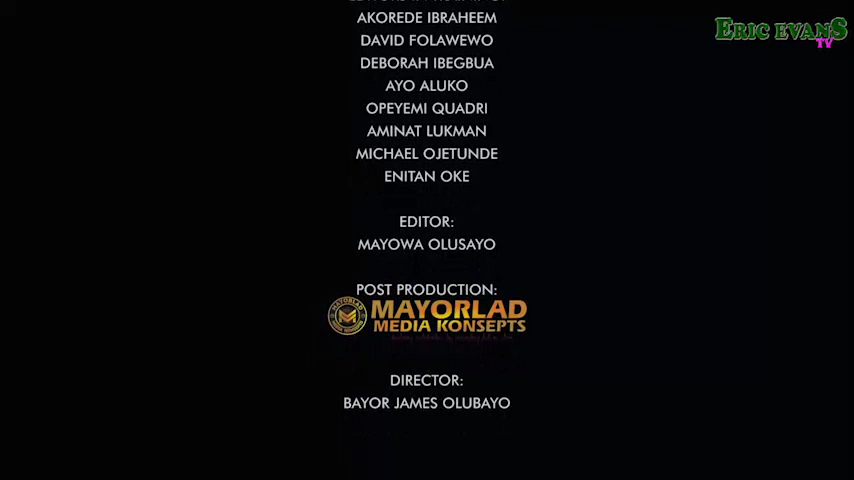 AKOREDE IBRAHEEM
DAVID FOLAWEWO
DEBORAH IBEGBUA
AYO ALUKO
OPEYEMI QUADRI
AMINAT LUKMAN
MICHAEL OJETUNDE
ENITAN OKE
EDITOR:
MAYOWA OLUSAYO
POST PRODUCTION:
MAYORLAD
MEDIA KONSEPTS
DIRECTOR:
BAYOR JAMES OLUBAYO
ERIC EVANS
TV